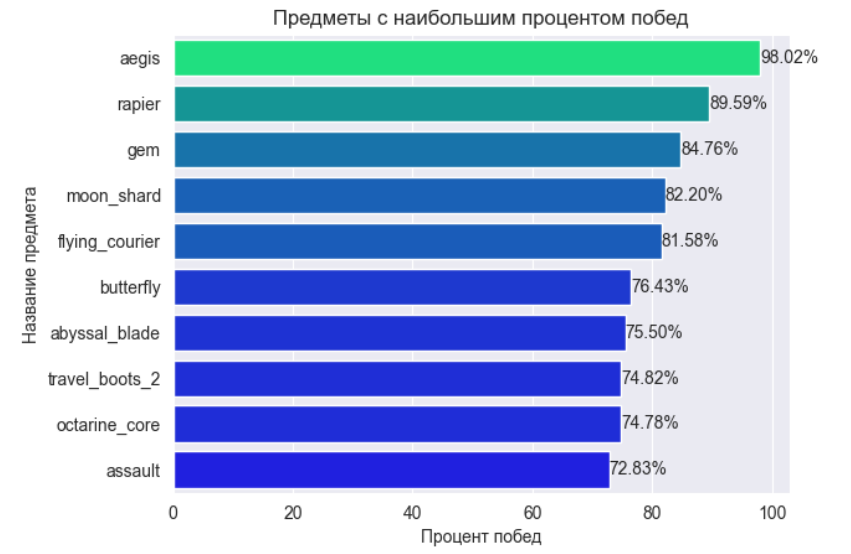 Предметы с наибольшим процентом побед
Название предмета
aegis 98.02%
rapier 89.59%
gem 84.76%
moon_shard 82.20%
flying_courier 81.58%
butterfly 76.43%
abyssal_blade 75.50%
travel_boots_2 74.82%
octarine_core 74.78%
assault 72.83%
0 20 40 60 80 100
Процент побед